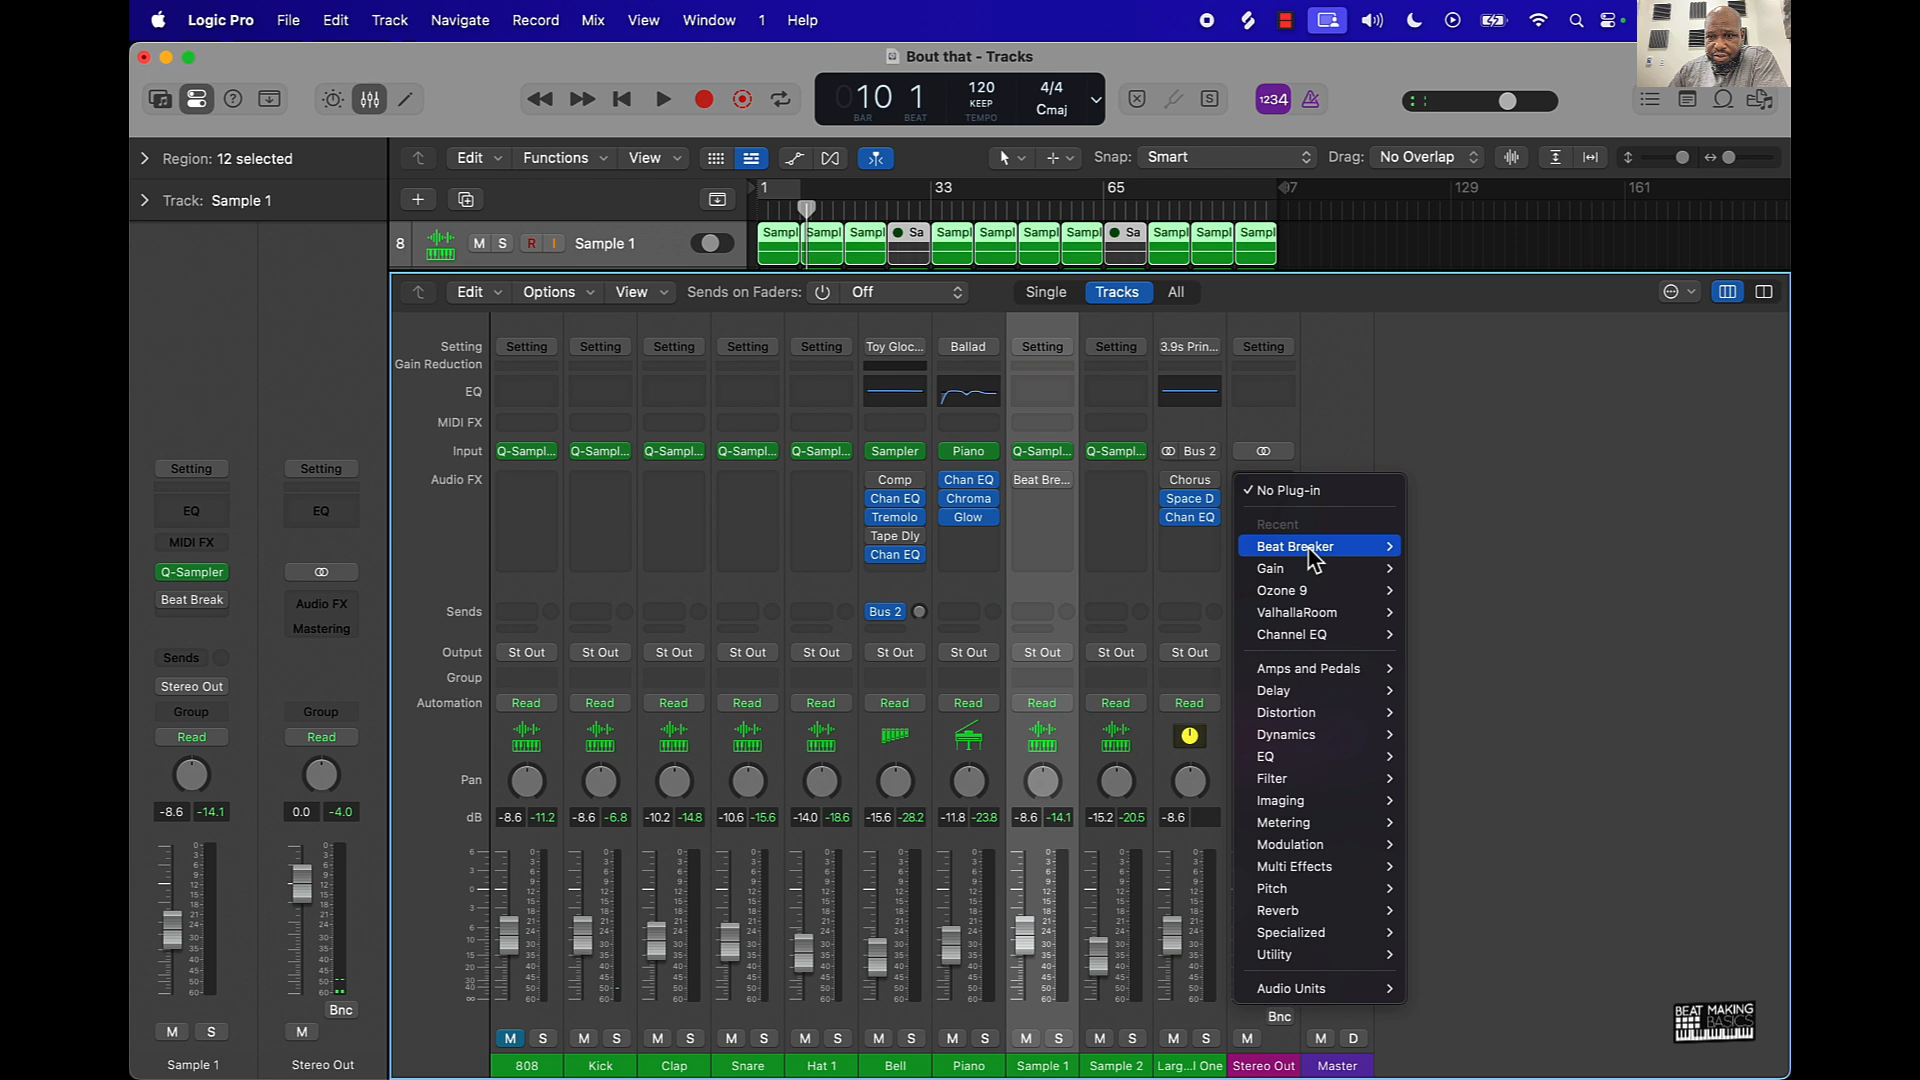 Logic Pro File Edit Track Navigate Record Mix View Window 1 Help
Bout that - Tracks
10 1 120 4/4
KEEP Cmaj
BAR BEAT TEMPO
1234
Region: 12 selected
Edit Functions View
Snap: Smart
Drag: No Overlap
Track: Sample 1
1 33 65 97 129 161
8 M S R I Sample 1
Sampl Sampl Sampl Sa Sampl Sampl Sampl Sampl Sa Sampl Sampl Sampl
Edit Options View Sends on Faders: Off Single Tracks All
Setting Setting Setting Setting Setting Setting Toy Gloc... Ballad Setting Setting 3.9s Prin... Setting
Gain Reduction
EQ
MIDI FX
Input Q-Sampl... Q-Sampl... Q-Sampl... Q-Sampl... Q-Sampl... Sampler Piano Q-Sampl... Q-Sampl... Bus 2
Audio FX Comp Chan EQ Beat Bre... Chorus
Chan EQ Chroma Space D
Tremolo Glow Chan EQ
Tape Dly
Chan EQ
Sends Bus 2
Output St Out St Out St Out St Out St Out St Out St Out St Out St Out St Out
Group
Automation Read Read Read Read Read Read Read Read Read Read
Pan
dB -8.6 -11.2 -8.6 -6.8 -10.2 -14.8 -10.6 -15.6 -14.0 -18.6 -15.6 -28.2 -11.8 -23.8 -8.6 -14.1 -15.2 -20.5 -8.6
M S M S M S M S M S M S M S M S M S M S M M D
808 Kick Clap Snare Hat 1 Bell Piano Sample 1 Sample 2 Larg...l One Stereo Out Master
Bnc
Setting Setting
EQ EQ
MIDI FX
Q-Sampler
Beat Break Audio FX
Mastering
Sends
Stereo Out
Group Group
Read Read
-8.6 -14.1 0.0 -4.0
Bnc
M S M
Sample 1 Stereo Out
✓ No Plug-in
Recent
Beat Breaker
Gain
Ozone 9
ValhallaRoom
Channel EQ
Amps and Pedals
Delay
Distortion
Dynamics
EQ
Filter
Imaging
Metering
Modulation
Multi Effects
Pitch
Reverb
Specialized
Utility
Audio Units
BEAT MAKING
BASICS